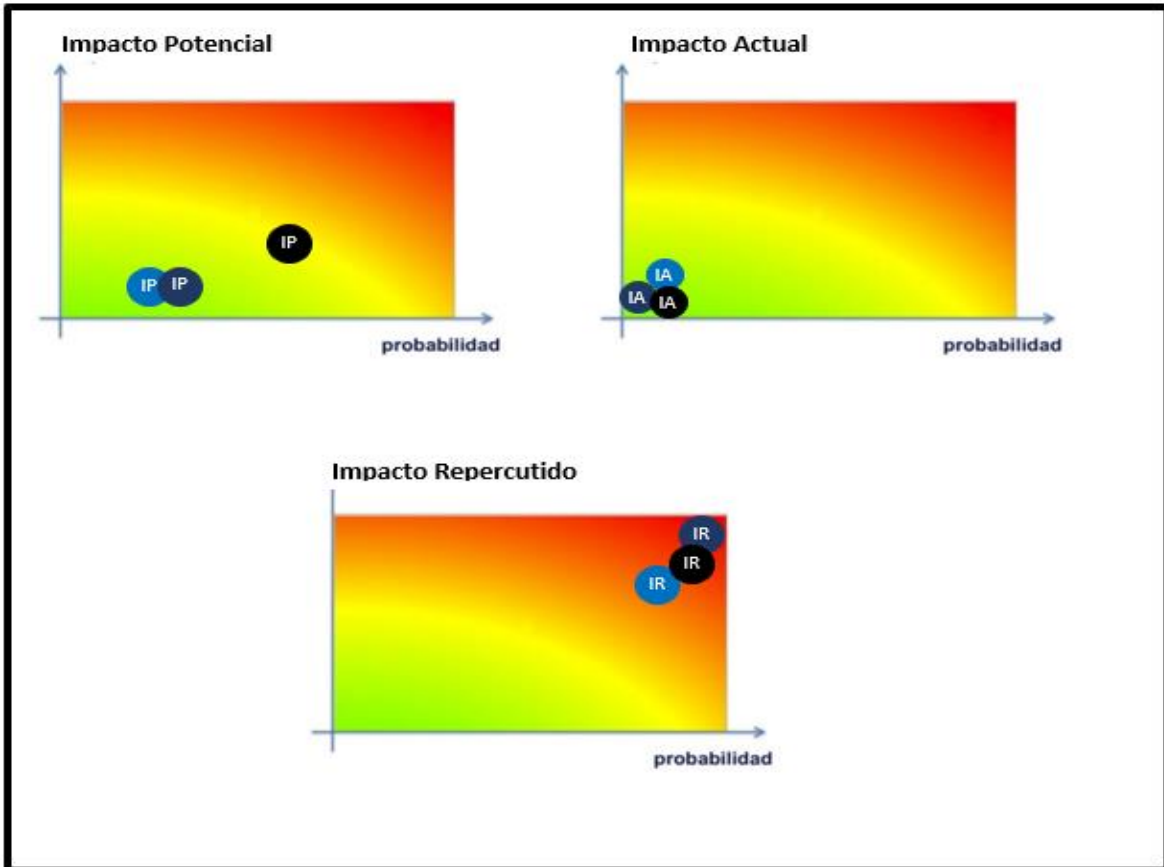 Impacto Potencial
Impacto Actual
IP
IP
IP
IA
IA
IA
probabilidad
probabilidad
Impacto Repercutido
IR
IR
IR
probabilidad